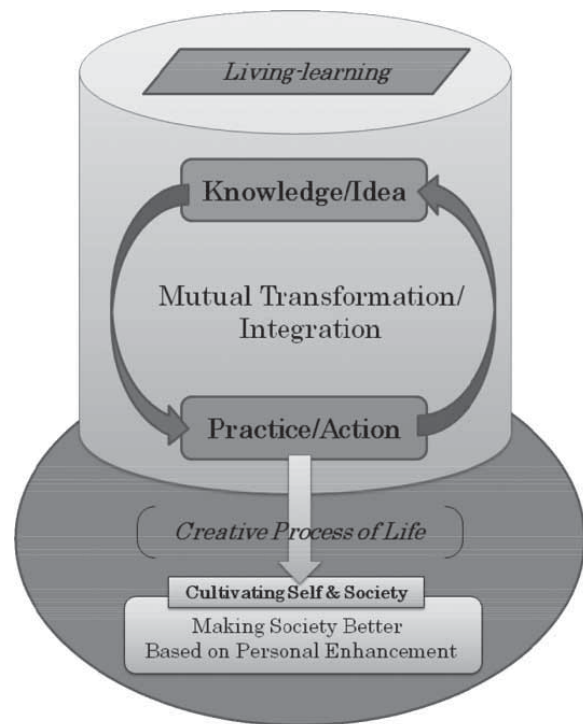 Living-learning
Knowledge/Idea
Mutual Transformation/
Integration
Practice/Action
Creative Process of Life
Cultivating Self & Society
Making Society Better
Based on Personal Enhancement